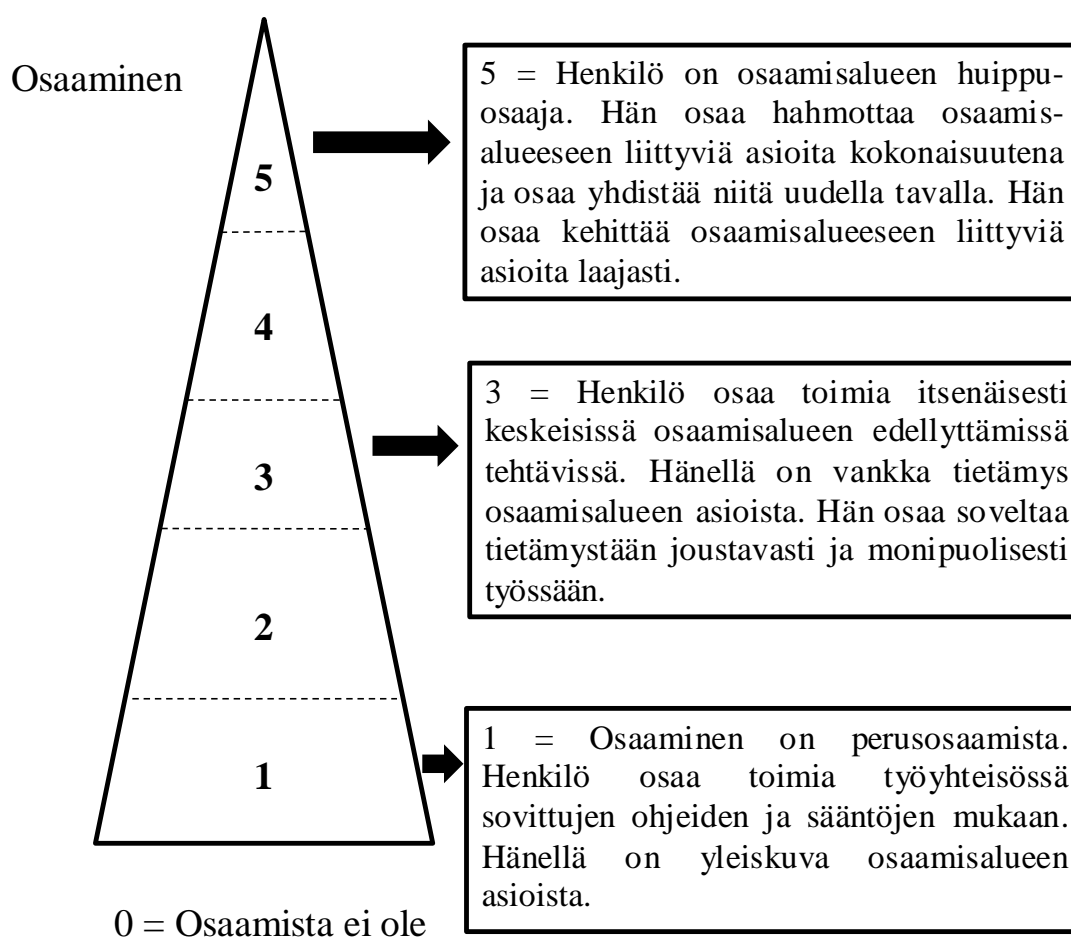 Osaaminen
5 = Henkilö on osaamisalueen huippu-
osaaja. Hän osaa hahmottaa osaamis-
alueeseen liittyviä asioita kokonaisuutena
ja osaa yhdistää niitä uudella tavalla. Hän
osaa kehittää osaamisalueeseen liittyviä
asioita laajasti.
5
4
3 = Henkilö osaa toimia itsenäisesti
keskeisissä osaamisalueen edellyttämissä
tehtävissä. Hänellä on vankka tietämys
osaamisalueen asioista. Hän osaa soveltaa
tietämystään joustavasti ja monipuolisesti
työssään.
3
2
1 = Osaaminen on perusosaamista.
Henkilö osaa toimia työyhteisössä
sovittujen ohjeiden ja sääntöjen mukaan.
Hänellä on yleiskuva osaamisalueen
asioista.
1
0 = Osaamista ei ole